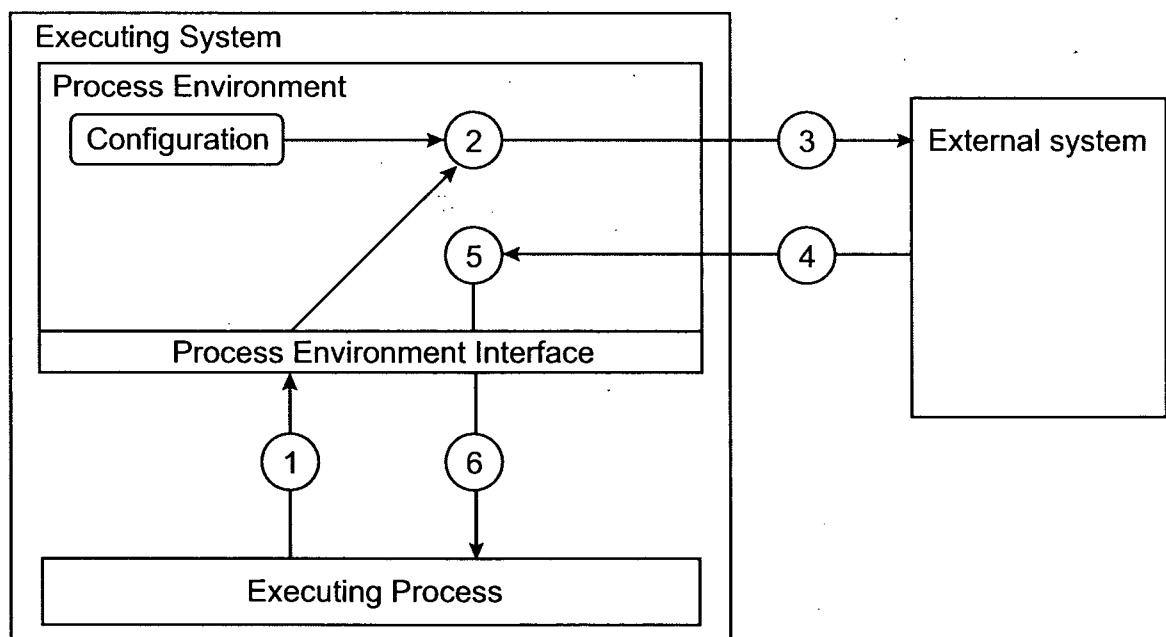 Executing System
Process Environment
Configuration
2
3
External system
5
4
Process Environment Interface
1
6
Executing Process